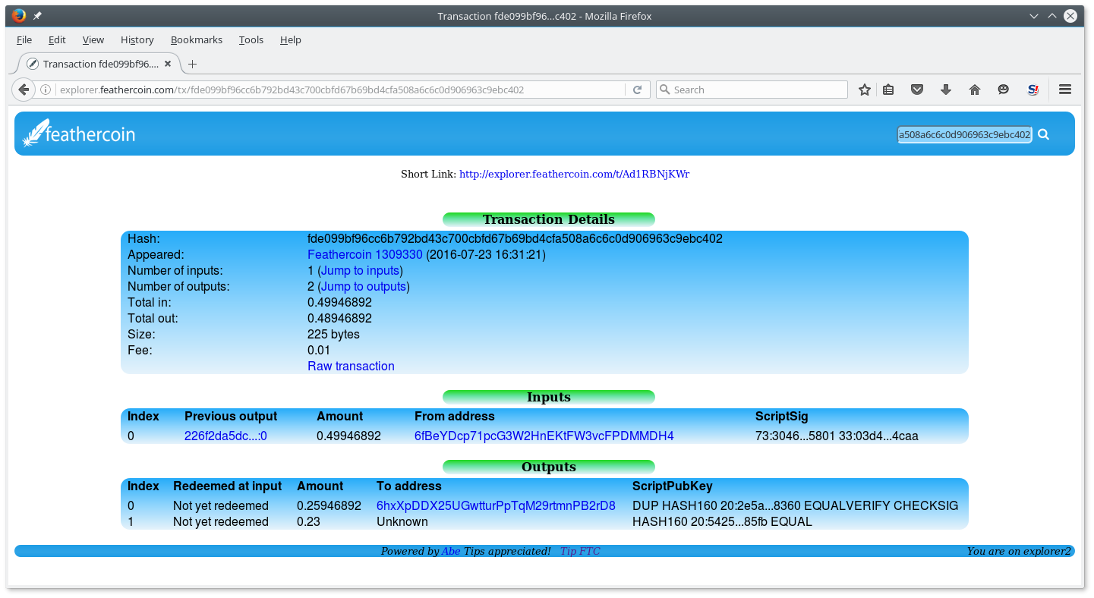 Transaction fde099bf96...c402 - Mozilla Firefox
File Edit View History Bookmarks Tools Help
Transaction fde099bf96....
explorer.feathercoin.com/tx/fde099bf96cc6b792bd43c700cbfd67b69bd4cfa508a6c6c0d906963c9ebc402 Search
feathercoin a508a6c6c0d906963c9ebc402
Short Link: http://explorer.feathercoin.com/t/Ad1RBNjKWr
Transaction Details
Hash: fde099bf96cc6b792bd43c700cbfd67b69bd4cfa508a6c6c0d906963c9ebc402
Appeared: Feathercoin 1309330 (2016-07-23 16:31:21)
Number of inputs: 1 (Jump to inputs)
Number of outputs: 2 (Jump to outputs)
Total in: 0.49946892
Total out: 0.48946892
Size: 225 bytes
Fee: 0.01
Raw transaction
Inputs
Index Previous output Amount From address ScriptSig
0 226f2da5dc...:0 0.49946892 6fBeYDcp71pcG3W2HnEKtFW3vcFPDMMDH4 73:3046...5801 33:03d4...4caa
Outputs
Index Redeemed at input Amount To address ScriptPubKey
0 Not yet redeemed 0.25946892 6hxXpDDX25UGwtturPpTqM29rtmnPB2rD8 DUP HASH160 20:2e5a...8360 EQUALVERIFY CHECKSIG
1 Not yet redeemed 0.23 Unknown HASH160 20:5425...85fb EQUAL
Powered by Abe Tips appreciated! Tip FTC You are on explorer2